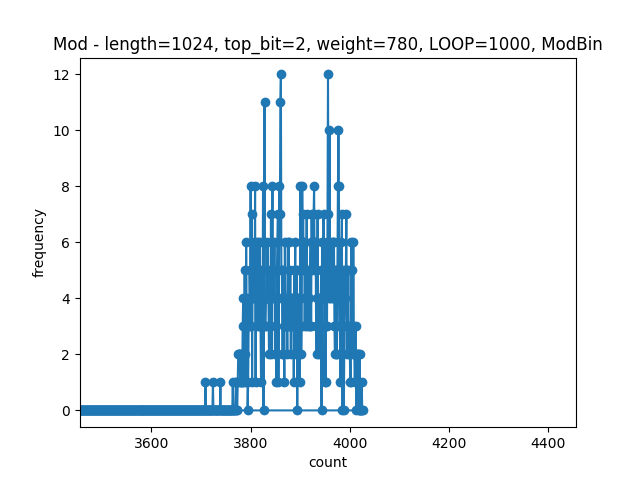 Mod - length=1024, top_bit=2, weight=780, LOOP=1000, ModBin
12
10
8
6
4
2
0
frequency
3600 3800 4000 4200 4400
count